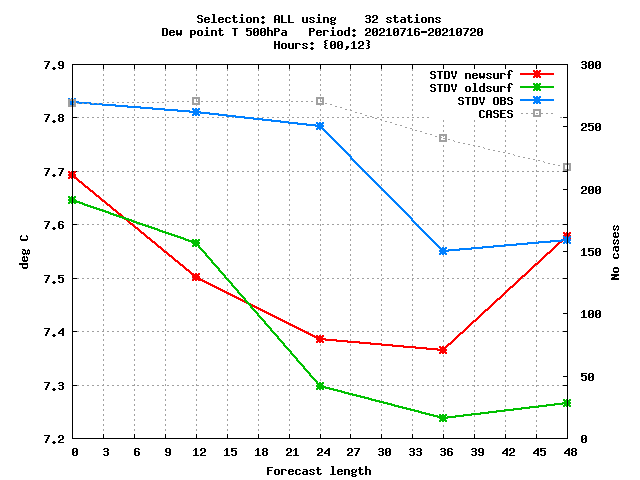 Selection: ALL using    32 stations
Dew point T 500hPa   Period: 20210716-20210720
Hours: {00,12}
STDV newsurf
STDV oldsurf
STDV OBS
CASES
7.9
7.8
7.7
7.6
7.5
7.4
7.3
7.2
deg C
300
250
200
150
100
50
0
No cases
0 3 6 9 12 15 18 21 24 27 30 33 36 39 42 45 48
Forecast length